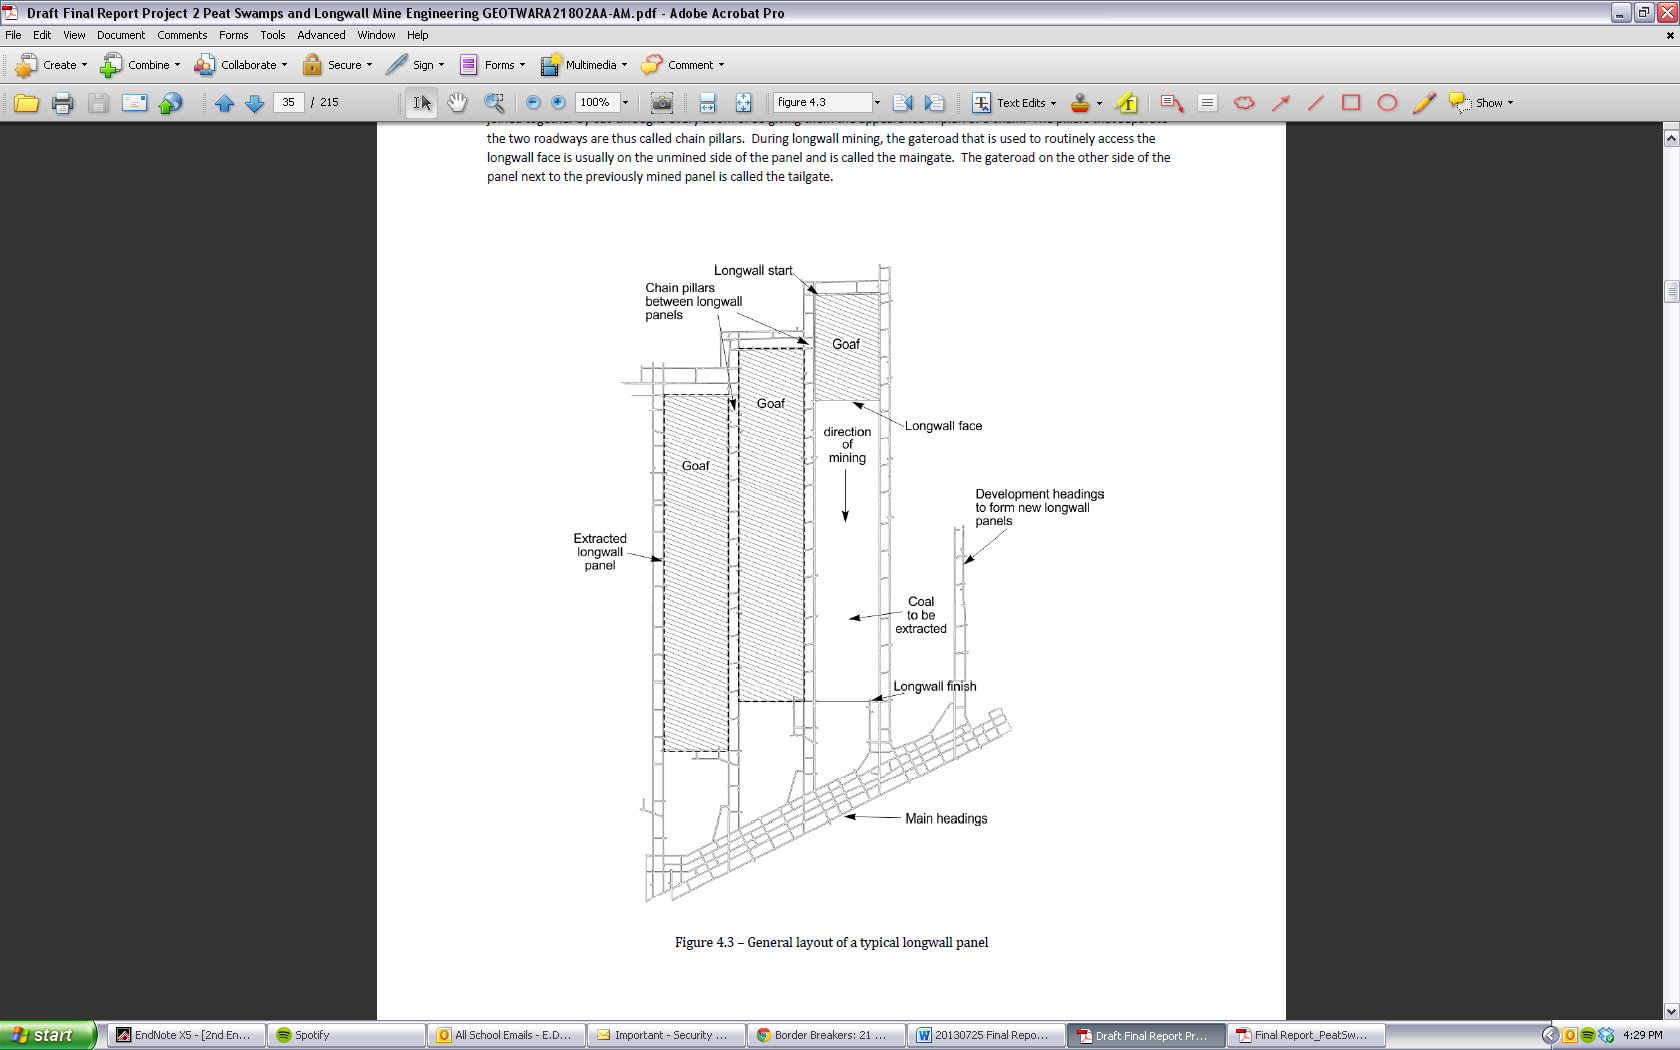 Draft Final Report Project 2 Peat Swamps and Longwall Mine Engineering GEOTWARA21802AA-AM.pdf - Adobe Acrobat Pro
File Edit View Document Comments Forms Tools Advanced Window Help
Create Combine Collaborate Secure Sign Forms Multimedia Comment
35 / 215 100% figure 4.3 Text Edits Show
the two roadways are thus called chain pillars. During longwall mining, the gateroad that is used to routinely access the
longwall face is usually on the unmined side of the panel and is called the maingate. The gateroad on the other side of the
panel next to the previously mined panel is called the tailgate.
Longwall start
Chain pillars
between longwall
panels
Goaf
Goaf
Longwall face
direction
of
mining
Goaf
Development headings
to form new longwall
panels
Extracted
longwall
panel
Coal
to be
extracted
Longwall finish
Main headings
Figure 4.3 – General layout of a typical longwall panel
start EndNote X5 - [2nd En... Spotify All School Emails - E.D... Important - Security ... Border Breakers: 21 ... 20130725 Final Repo... Draft Final Report Pr... Final Report_PeatSw... 4:29 PM